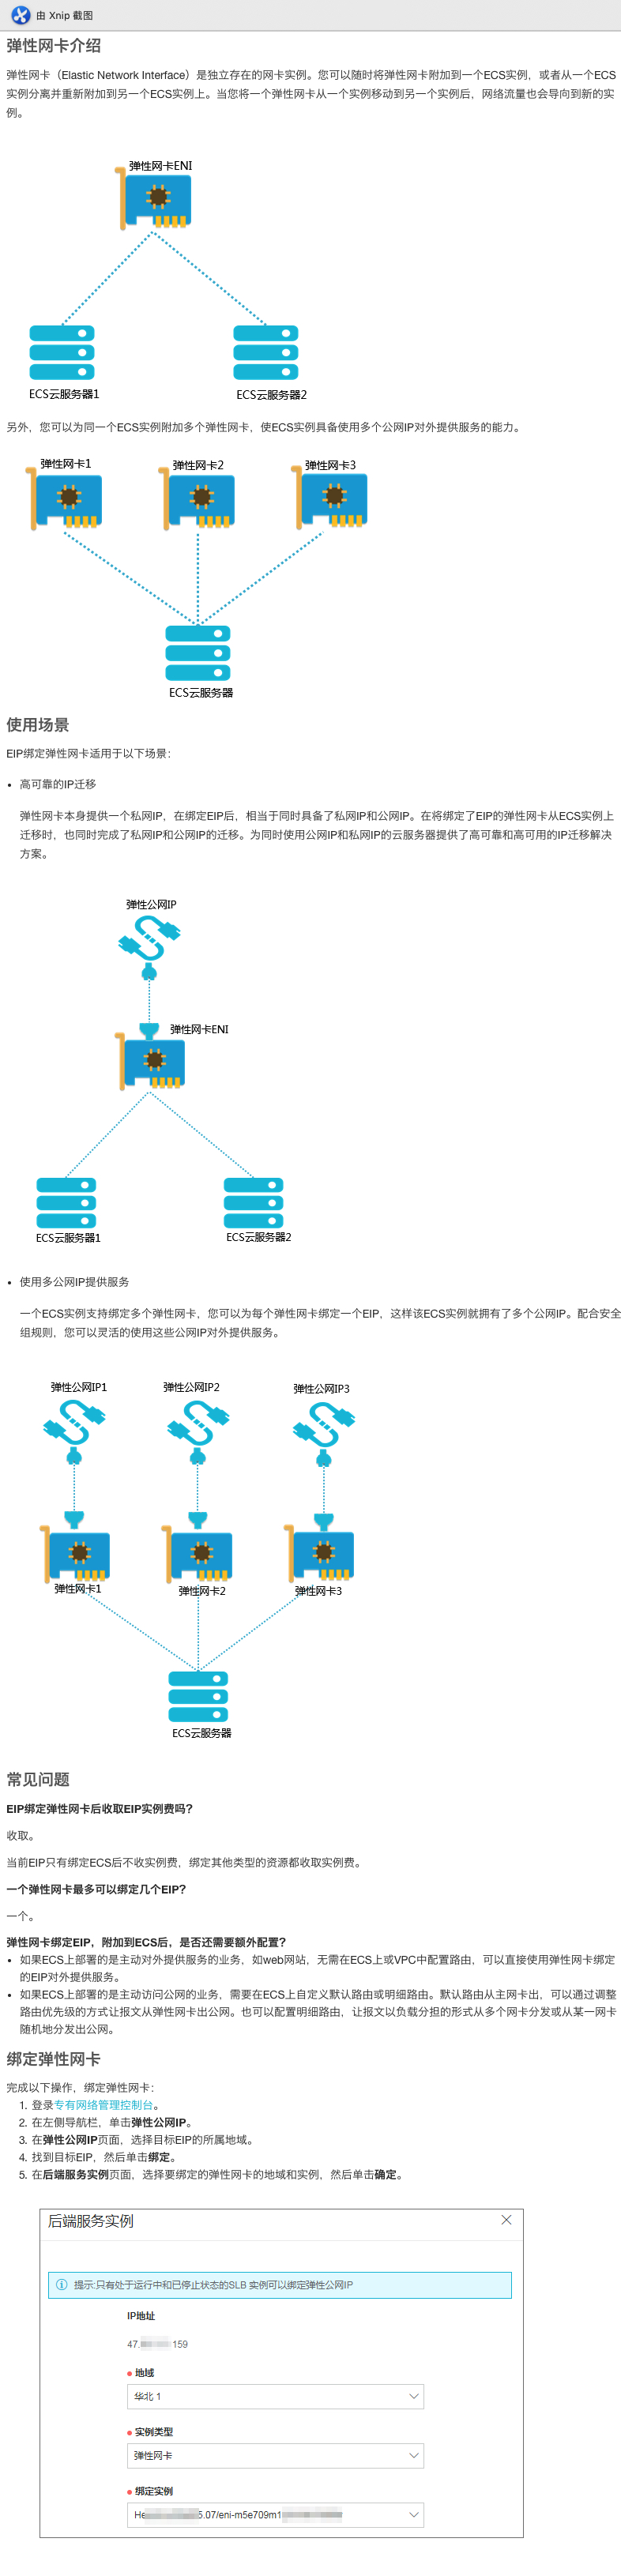 由 Xnip 截图
弹性网卡介绍
弹性网卡（Elastic Network Interface）是独立存在的网卡实例。您可以随时将弹性网卡附加到一个ECS实例，或者从一个ECS
实例分离并重新附加到另一个ECS实例上。当您将一个弹性网卡从一个实例移动到另一个实例后，网络流量也会导向到新的实
例。
弹性网卡ENI
ECS云服务器1
ECS云服务器2
另外，您可以为同一个ECS实例附加多个弹性网卡，使ECS实例具备使用多个公网IP对外提供服务的能力。
弹性网卡1
弹性网卡2
弹性网卡3
ECS云服务器
使用场景
EIP绑定弹性网卡适用于以下场景：
高可靠的IP迁移
弹性网卡本身提供一个私网IP，在绑定EIP后，相当于同时具备了私网IP和公网IP。在将绑定了EIP的弹性网卡从ECS实例上
迁移时，也同时完成了私网IP和公网IP的迁移。为同时使用公网IP和私网IP的云服务器提供了高可靠和高可用的IP迁移解决
方案。
弹性公网IP
弹性网卡ENI
ECS云服务器1
ECS云服务器2
使用多公网IP提供服务
一个ECS实例支持绑定多个弹性网卡，您可以为每个弹性网卡绑定一个EIP，这样该ECS实例就拥有了多个公网IP。配合安全
组规则，您可以灵活的使用这些公网IP对外提供服务。
弹性公网IP1
弹性公网IP2
弹性公网IP3
弹性网卡1
弹性网卡2
弹性网卡3
ECS云服务器
常见问题
EIP绑定弹性网卡后收取EIP实例费吗?
收取。
当前EIP只有绑定ECS后不收实例费，绑定其他类型的资源都收取实例费。
一个弹性网卡最多可以绑定几个EIP?
一个。
弹性网卡绑定EIP，附加到ECS后，是否还需要额外配置?
如果ECS上部署的是主动对外提供服务的业务，如web网站，无需在ECS上或VPC中配置路由，可以直接使用弹性网卡绑定
的EIP对外提供服务。
如果ECS上部署的是主动访问公网的业务，需要在ECS上自定义默认路由或明细路由。默认路由从主网卡出，可以通过调整
路由优先级的方式让报文从弹性网卡出公网。也可以配置明细路由，让报文以负载分担的形式从多个网卡分发或从某一网卡
随机地分发出公网。
绑定弹性网卡
完成以下操作，绑定弹性网卡：
1. 登录专有网络管理控制台。
2. 在左侧导航栏，单击弹性公网IP。
3. 在弹性公网IP页面，选择目标EIP的所属地域。
4. 找到目标EIP，然后单击绑定。
5. 在后端服务实例页面，选择要绑定的弹性网卡的地域和实例，然后单击确定。
后端服务实例
提示:只有处于运行中和已停止状态的SLB 实例可以绑定弹性公网IP
IP地址
47. 159
地域
华北 1
实例类型
弹性网卡
绑定实例
He 5.07/eni-m5e709m1